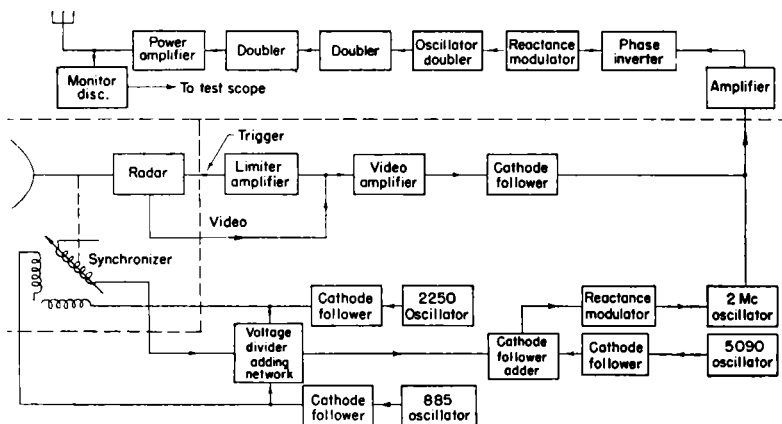 Power
amplifier
Doubler
Doubler
Oscillator
doubler
Reactance
modulator
Phase
inverter
Monitor
disc.
To test scope
Amplifier
Trigger
Radar
Limiter
amplifier
Video
amplifier
Cathode
follower
Video
Synchronizer
Cathode
follower
2250
Oscillator
Reactance
modulator
2 Mc
oscillator
Voltage
divider
adding
network
Cathode
follower
adder
Cathode
follower
5090
oscillator
Cathode
follower
885
oscillator